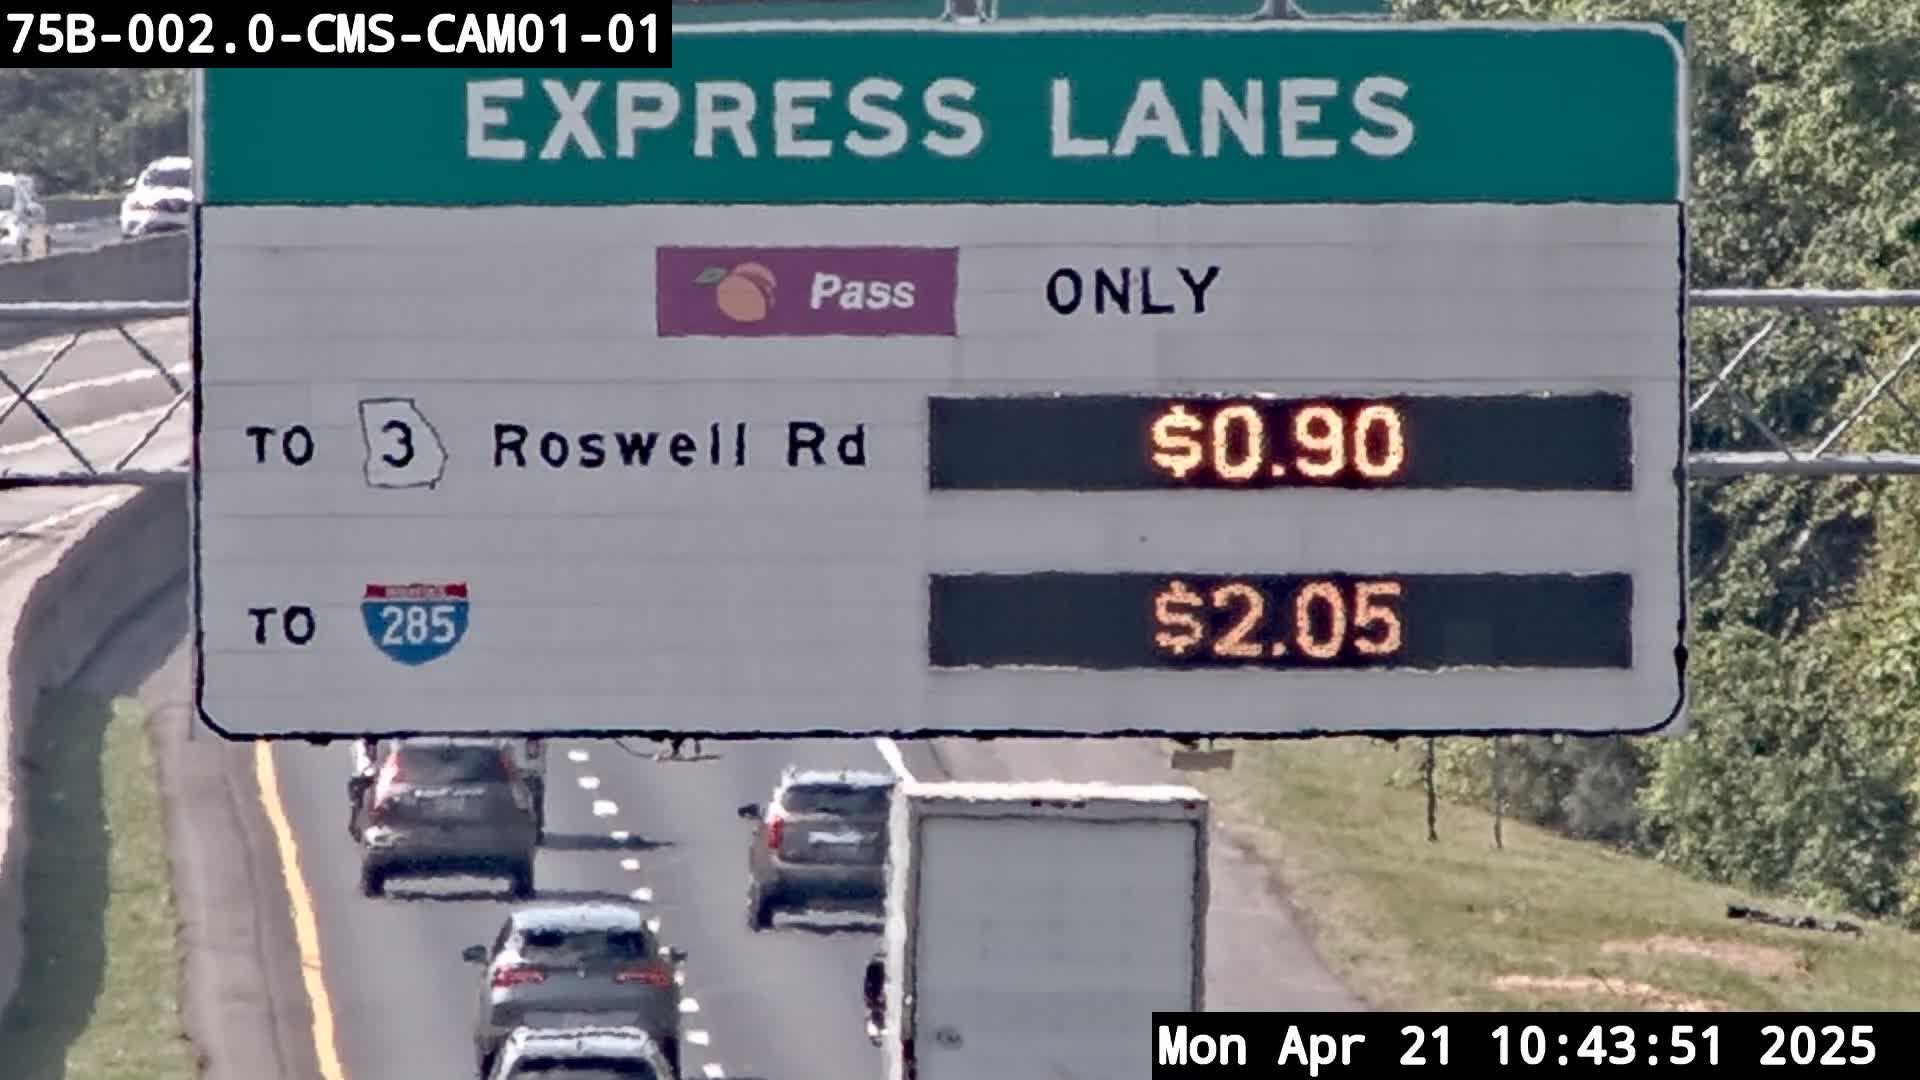 75B-002.0-CMS-CAM01-01
EXPRESS LANES
Pass ONLY
TO 3 Roswell Rd $0.90
TO 285 $2.05
Mon Apr 21 10:43:51 2025